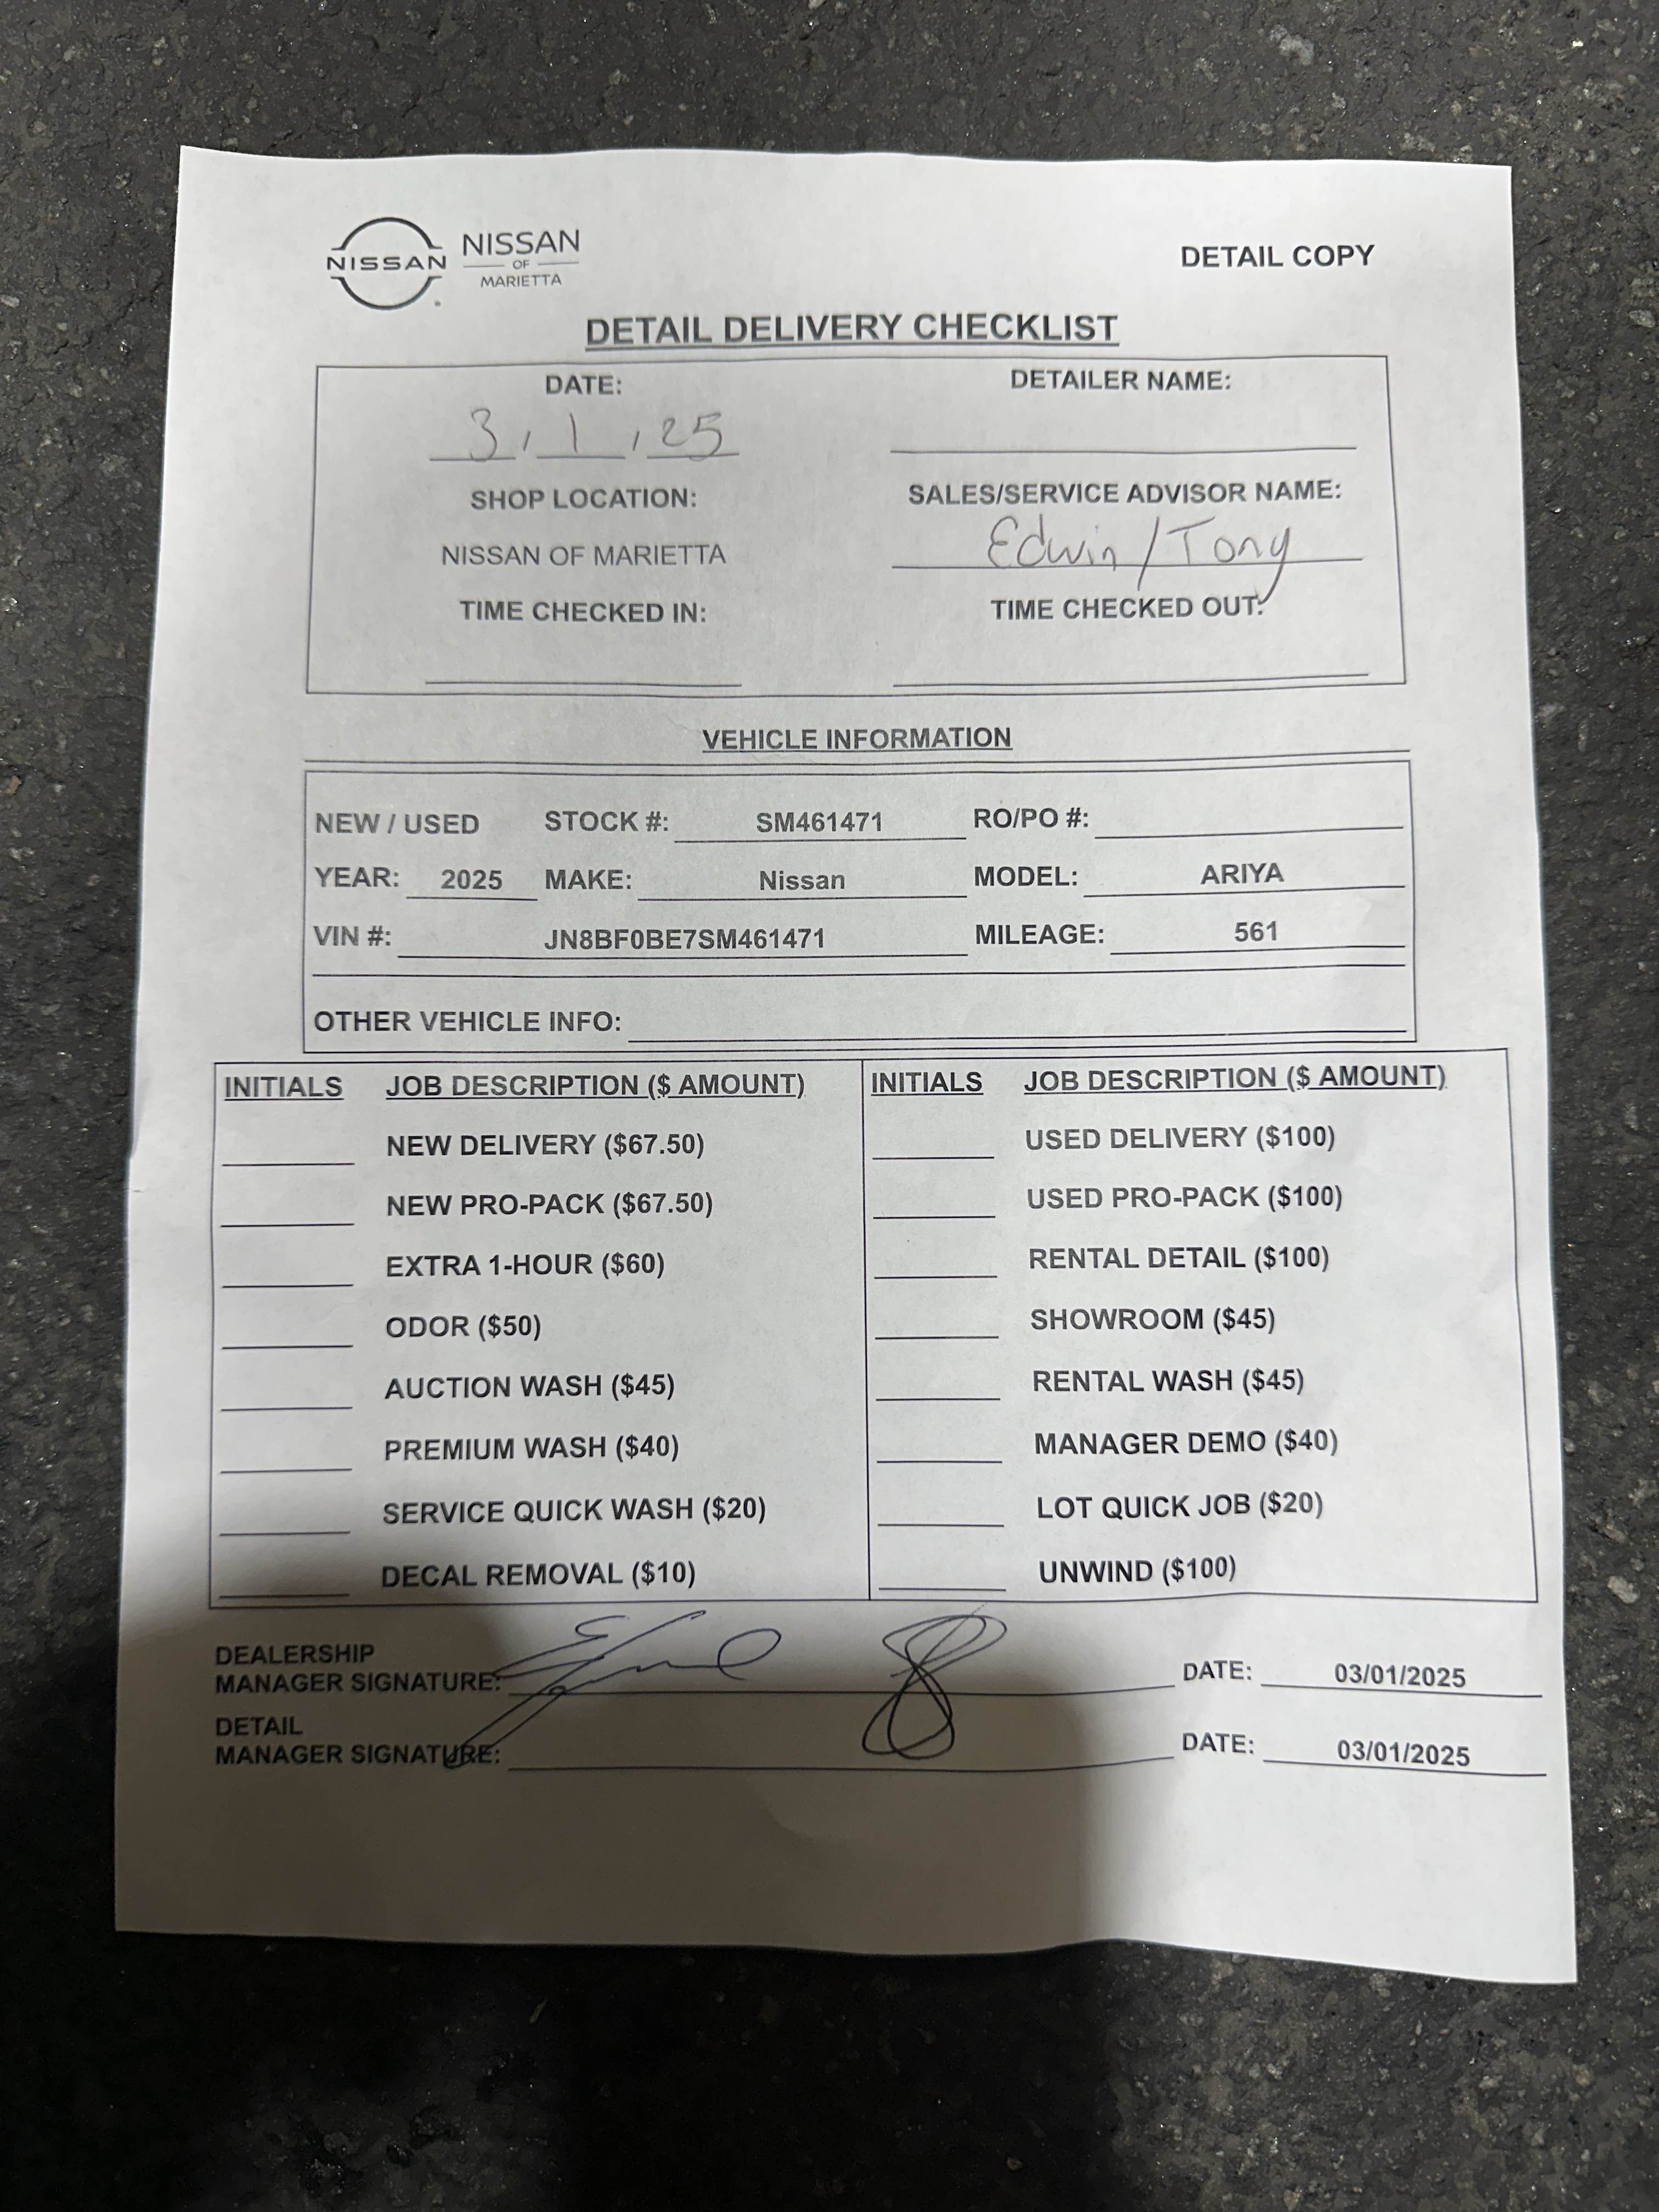 NISSAN
NISSAN
OF
MARIETTA
DETAIL COPY
DETAIL DELIVERY CHECKLIST
DATE: DETAILER NAME:
3 , 1 , 25
SHOP LOCATION: SALES/SERVICE ADVISOR NAME:
NISSAN OF MARIETTA Edwin/Tony
TIME CHECKED IN: TIME CHECKED OUT:
VEHICLE INFORMATION
NEW / USED STOCK #: SM461471 RO/PO #:
YEAR: 2025 MAKE: Nissan MODEL: ARIYA
VIN #: JN8BF0BE7SM461471 MILEAGE: 561
OTHER VEHICLE INFO:
INITIALS JOB DESCRIPTION ($ AMOUNT) INITIALS JOB DESCRIPTION ($ AMOUNT)
NEW DELIVERY ($67.50) USED DELIVERY ($100)
NEW PRO-PACK ($67.50) USED PRO-PACK ($100)
EXTRA 1-HOUR ($60) RENTAL DETAIL ($100)
ODOR ($50) SHOWROOM ($45)
AUCTION WASH ($45) RENTAL WASH ($45)
PREMIUM WASH ($40) MANAGER DEMO ($40)
SERVICE QUICK WASH ($20) LOT QUICK JOB ($20)
DECAL REMOVAL ($10) UNWIND ($100)
DEALERSHIP
MANAGER SIGNATURE: DATE: 03/01/2025
DETAIL
MANAGER SIGNATURE: DATE: 03/01/2025